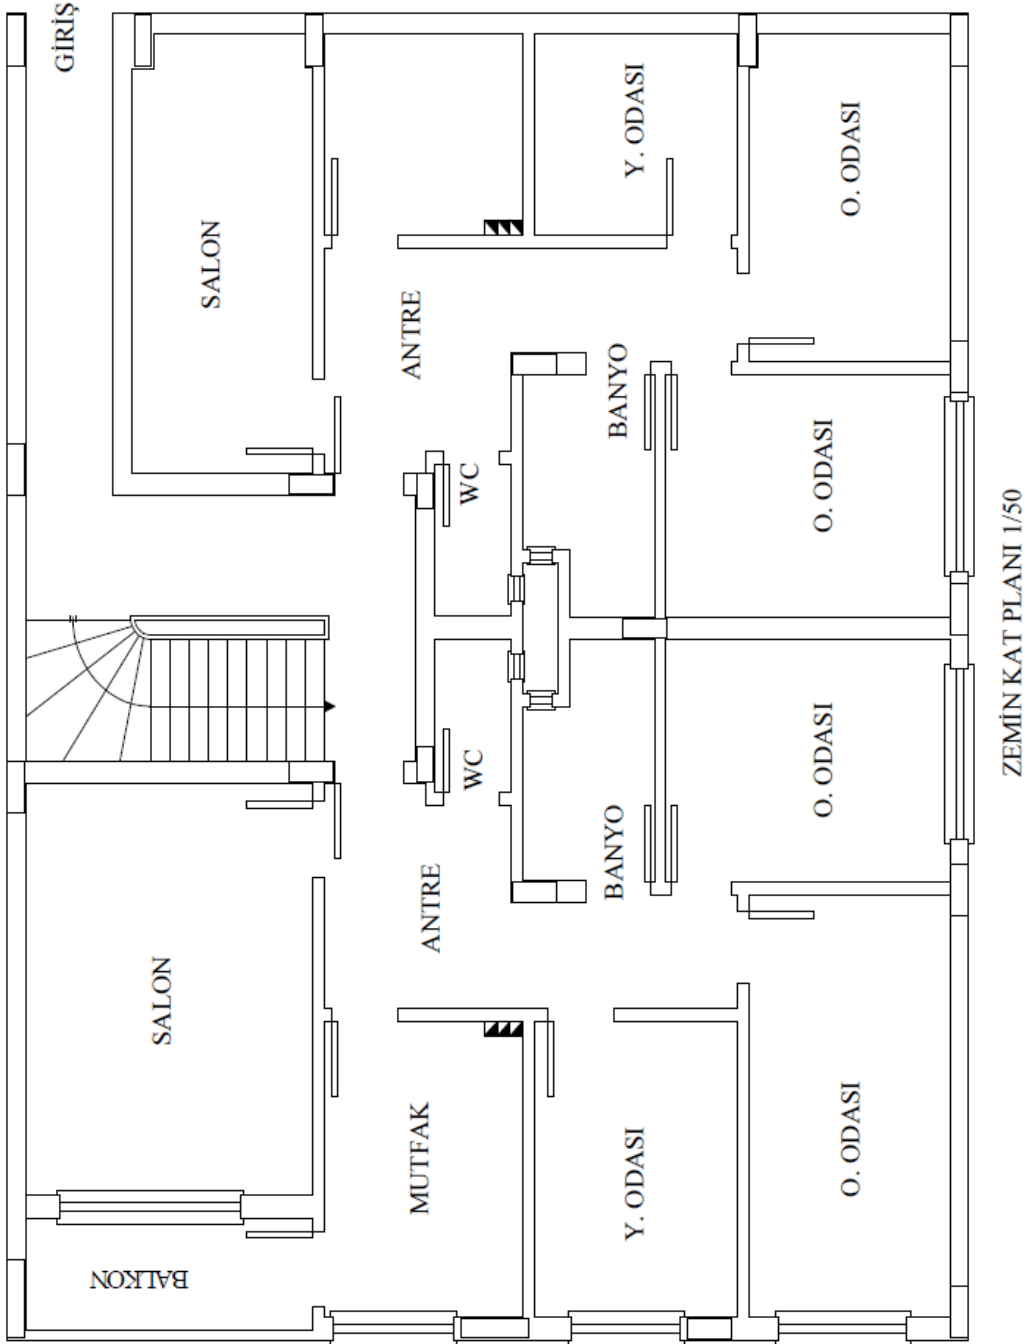 GİRİŞ
Y. ODASI
O. ODASI
SALON
ANTRE
BANYO
WC
O. ODASI
ZEMİN KAT PLANI 1/50
WC
O. ODASI
BANYO
ANTRE
SALON
MUTFAK
Y. ODASI
O. ODASI
BALKON